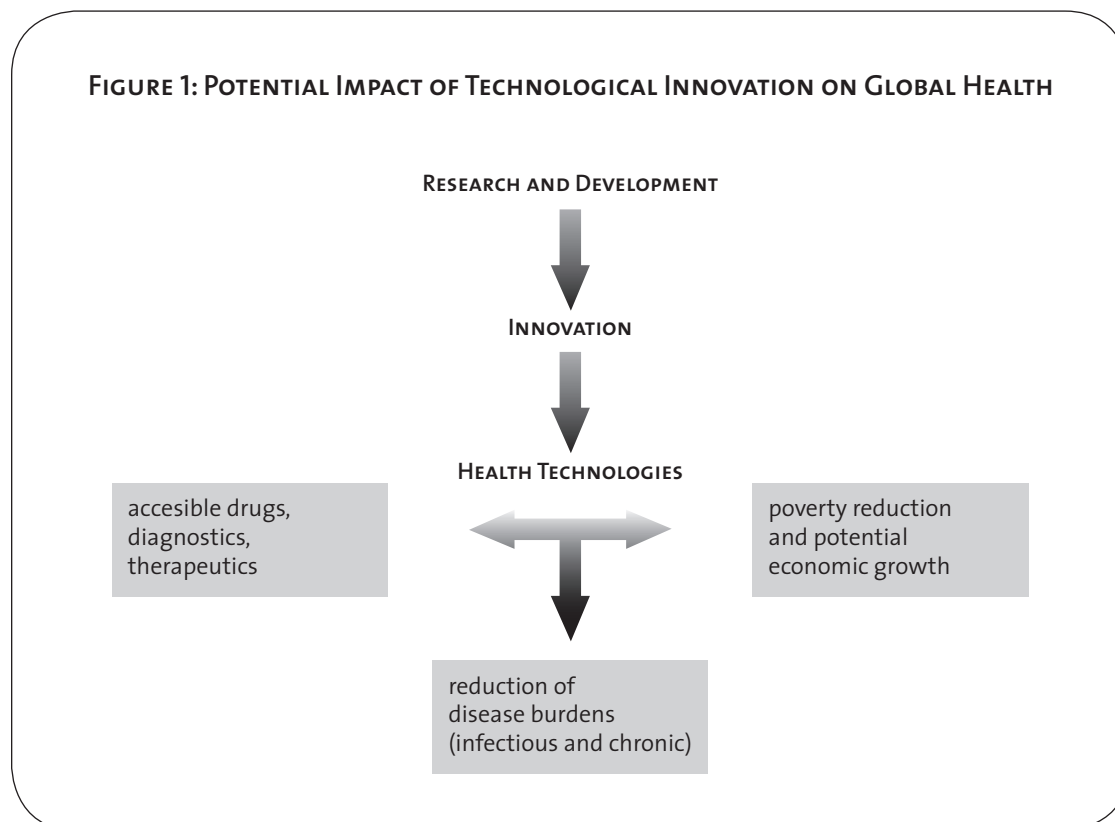 FIGURE 1: POTENTIAL IMPACT OF TECHNOLOGICAL INNOVATION ON GLOBAL HEALTH
RESEARCH AND DEVELOPMENT
INNOVATION
HEALTH TECHNOLOGIES
accesible drugs,
diagnostics,
therapeutics
poverty reduction
and potential
economic growth
reduction of
disease burdens
(infectious and chronic)